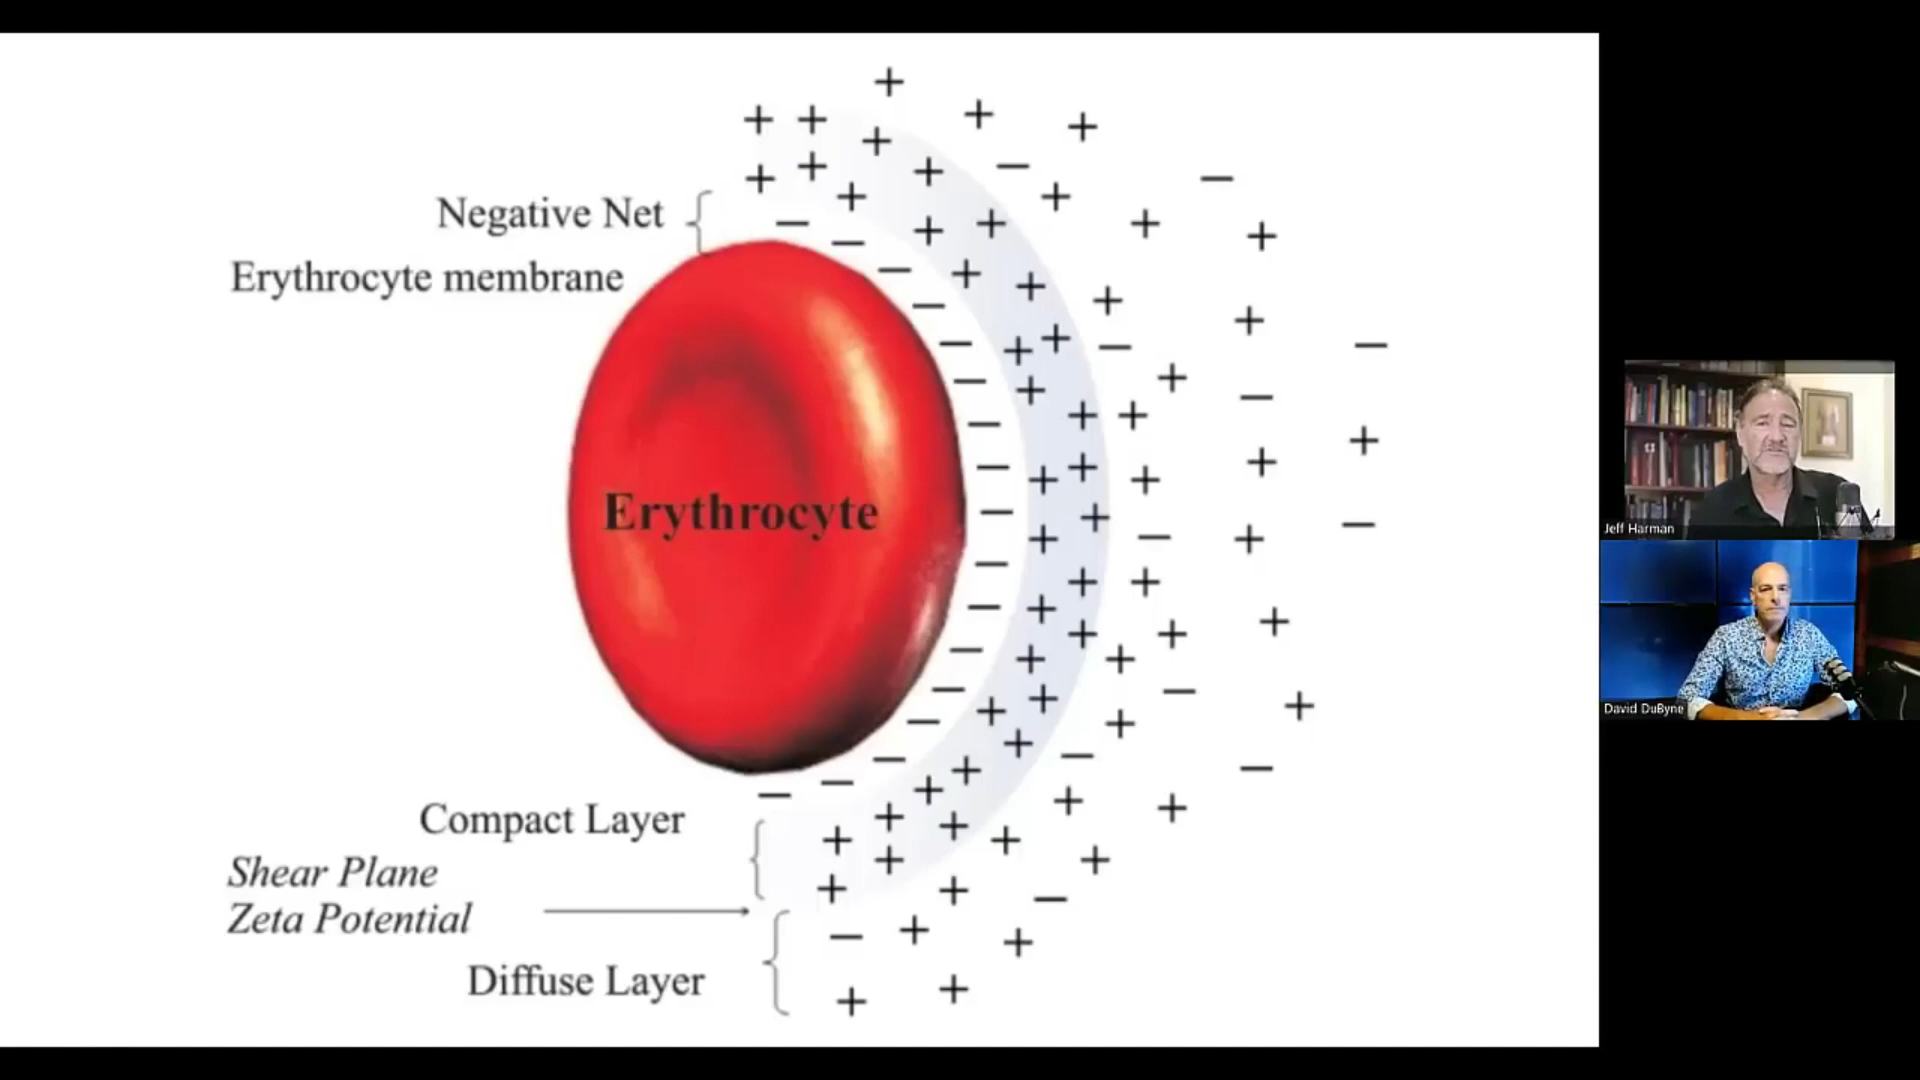 Negative Net
Erythrocyte membrane
Erythrocyte
Compact Layer
Shear Plane
Zeta Potential
Diffuse Layer
Jeff Harman
David DuByne